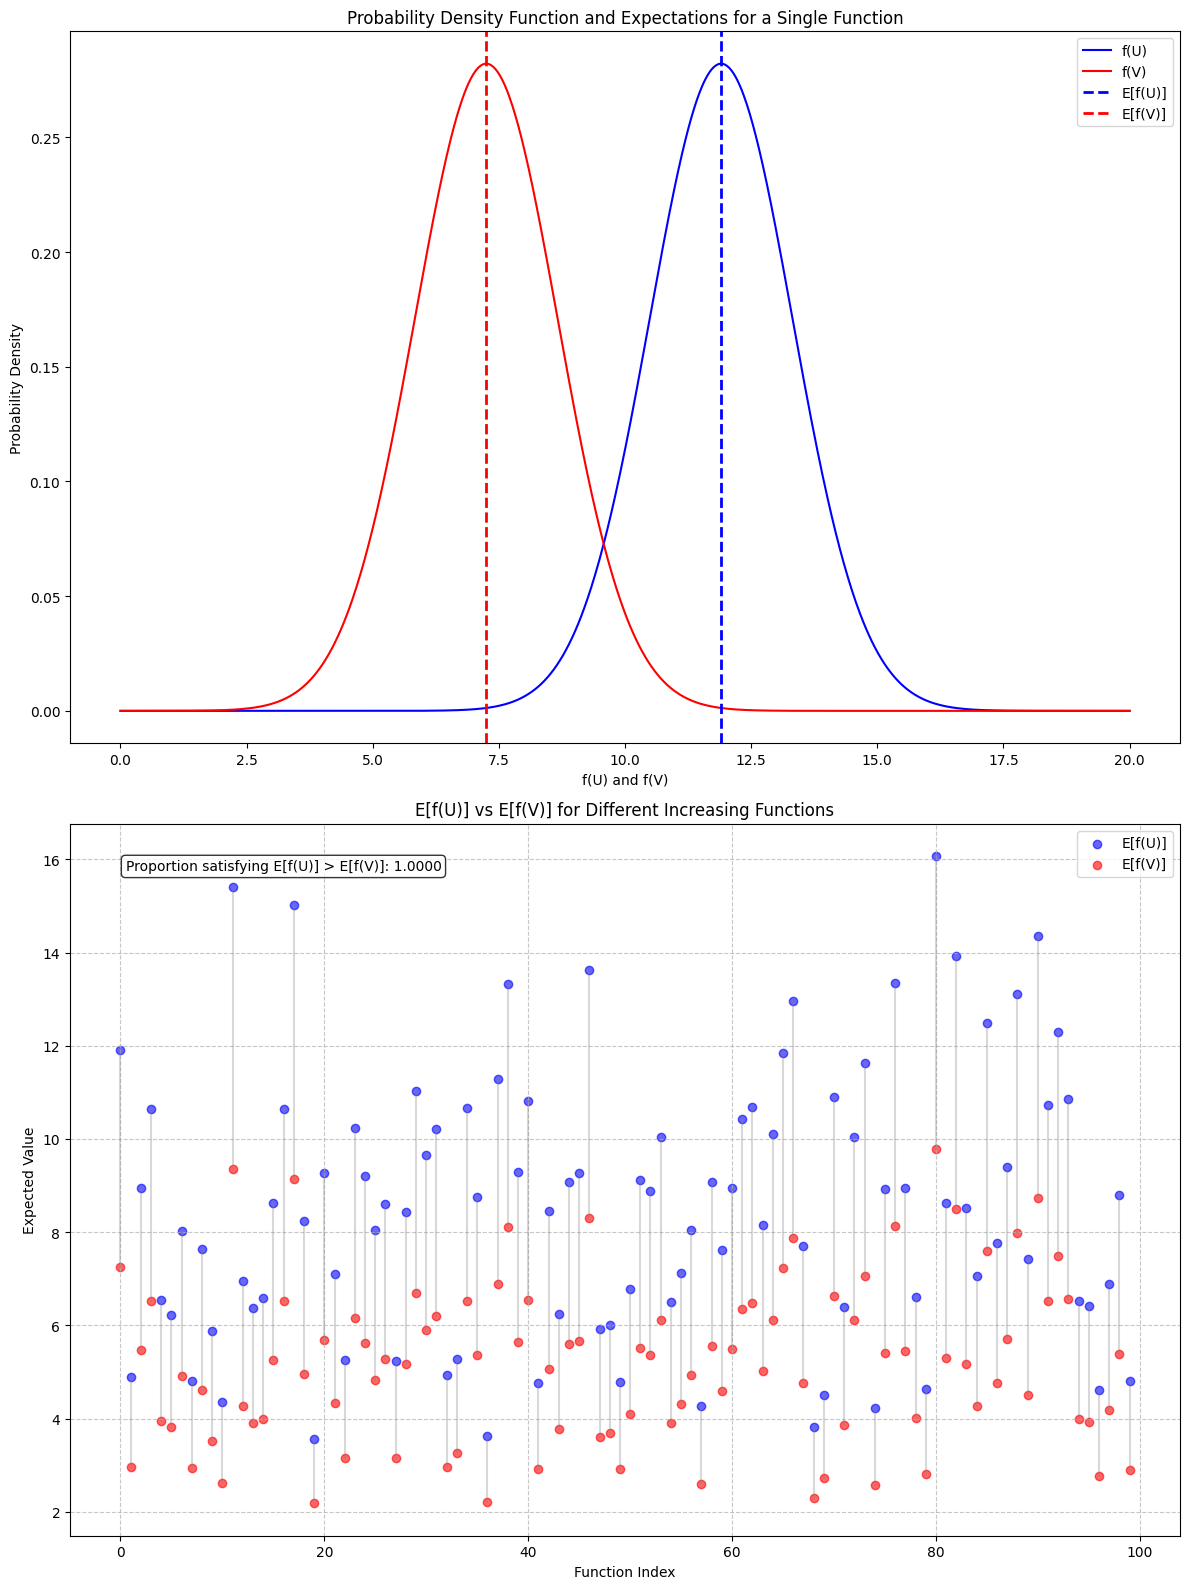 Probability Density Function and Expectations for a Single Function
f(U)
f(V)
E[f(U)]
E[f(V)]
Probability Density
0.25
0.20
0.15
0.10
0.05
0.00
0.0 2.5 5.0 7.5 10.0 12.5 15.0 17.5 20.0
f(U) and f(V)
E[f(U)] vs E[f(V)] for Different Increasing Functions
E[f(U)]
E[f(V)]
Proportion satisfying E[f(U)] > E[f(V)]: 1.0000
Expected Value
16
14
12
10
8
6
4
2
0 20 40 60 80 100
Function Index